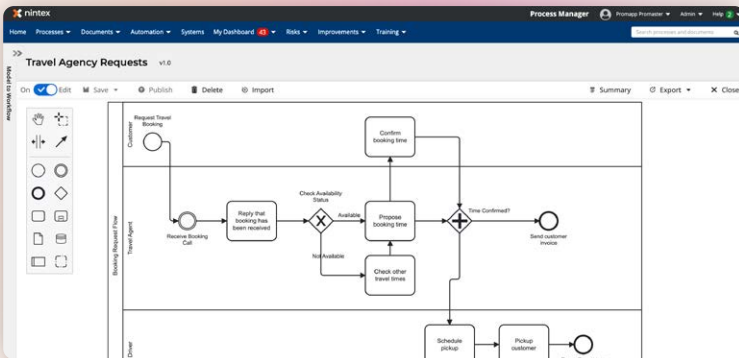 nintex
Process Manager
Promapp Promaster
Admin
Help 2
Home Processes Documents Automation Systems My Dashboard 43 Risks Improvements Training
Search processes and documents
Travel Agency Requests v1.0
Model to Workflow
On Edit Save Publish Delete Import Summary Export Close
Booking Request Flow
Customer
Request Travel
Booking
Confirm
booking time
Travel Agent
Receive Booking
Call
Reply that
booking has
been received
Check Availability
Status
Available
Not Available
Propose
booking time
Check other
travel times
Time Confirmed?
Send customer
invoice
Driver
Schedule
pickup
Pickup
customer